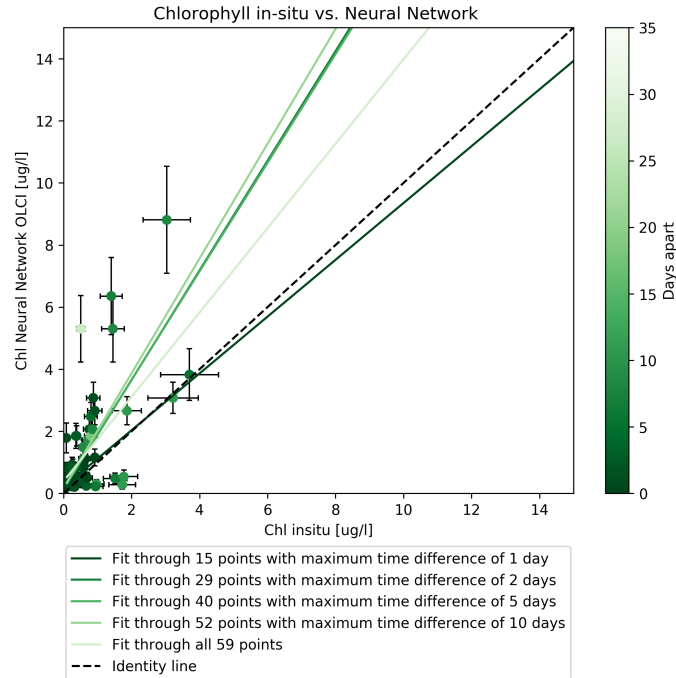 Chlorophyll in-situ vs. Neural Network
Chl Neural Network OLCI [ug/l]
14
12
10
8
6
4
2
0
0 2 4 6 8 10 12 14
Chl insitu [ug/l]
35
30
25
20
15
10
5
0
Days apart
Fit through 15 points with maximum time difference of 1 day
Fit through 29 points with maximum time difference of 2 days
Fit through 40 points with maximum time difference of 5 days
Fit through 52 points with maximum time difference of 10 days
Fit through all 59 points
Identity line